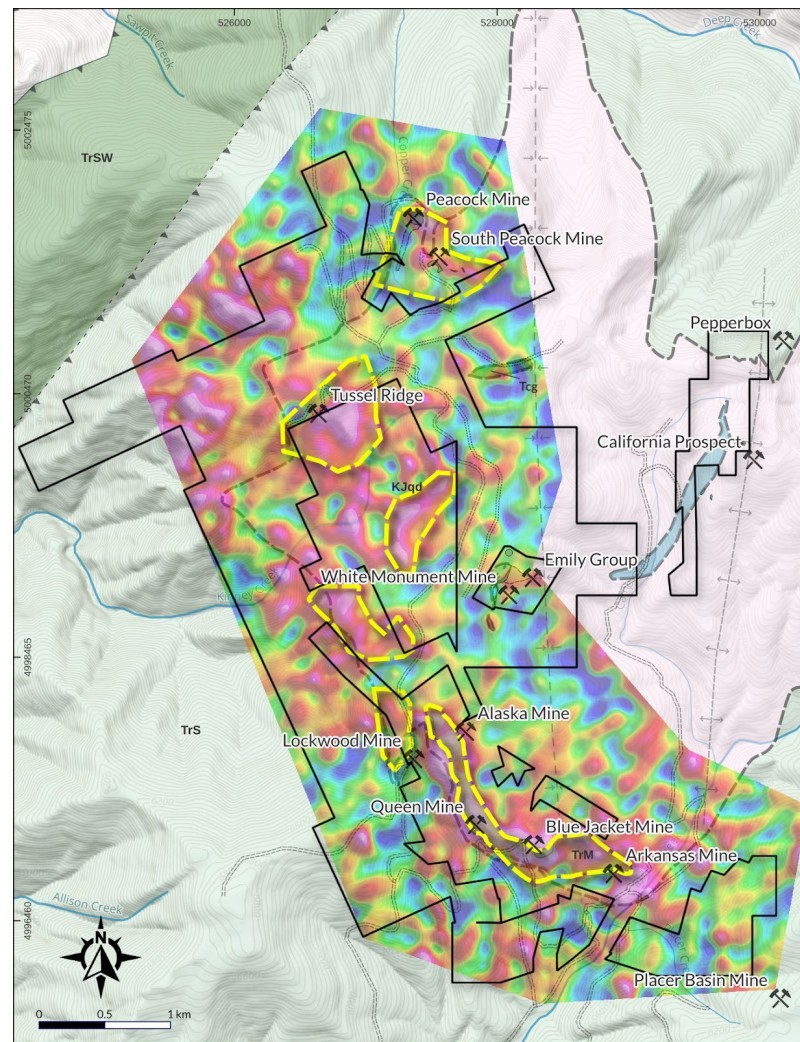 526000
528000
530000
Sawpit Creek
Deep Creek
5002475
TrSW
Peacock Mine
South Peacock Mine
Pepperbox
5000470
Tcg
Tussel Ridge
California Prospect
KJqd
Emily Group
White Monument Mine
4998465
TrS
Alaska Mine
Lockwood Mine
Queen Mine
Blue Jacket Mine
TrM
Arkansas Mine
Allison Creek
4996460
N
Placer Basin Mine
0 0.5 1 km